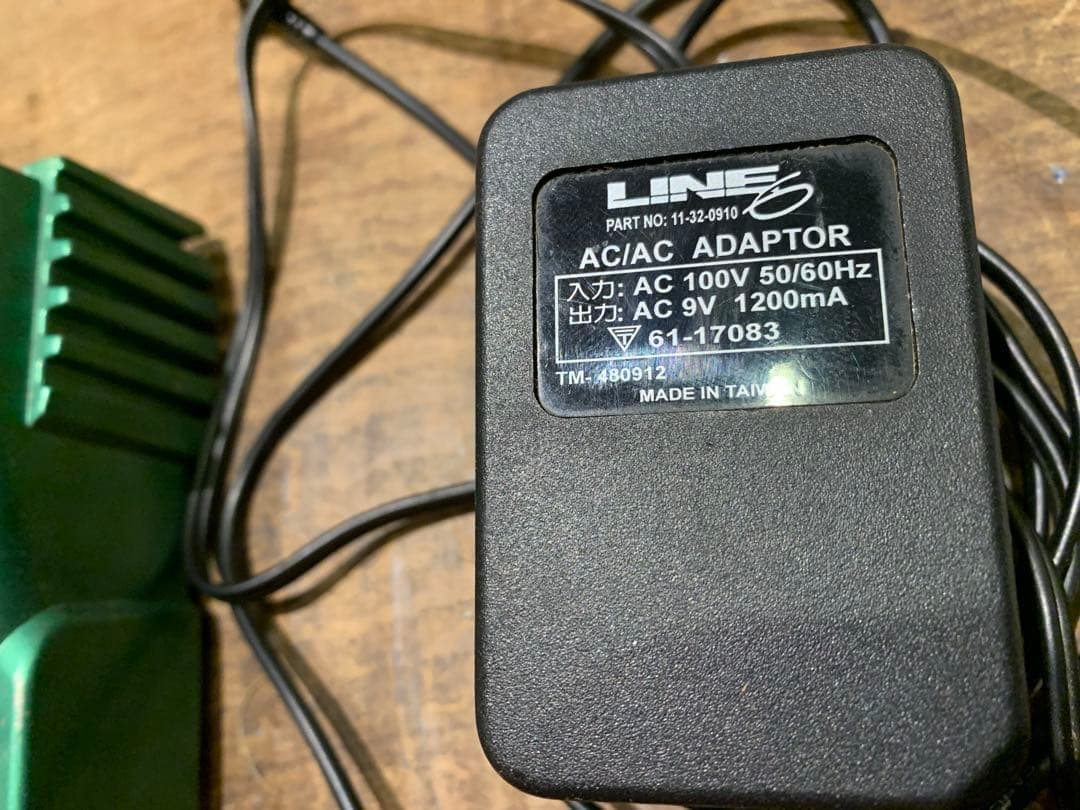 LINE 6
PART NO: 11-32-0910
AC/AC ADAPTOR
入力: AC 100V 50/60Hz
出力: AC 9V 1200mA
T 61-17083
TM- 480912
MADE IN TAIWAN